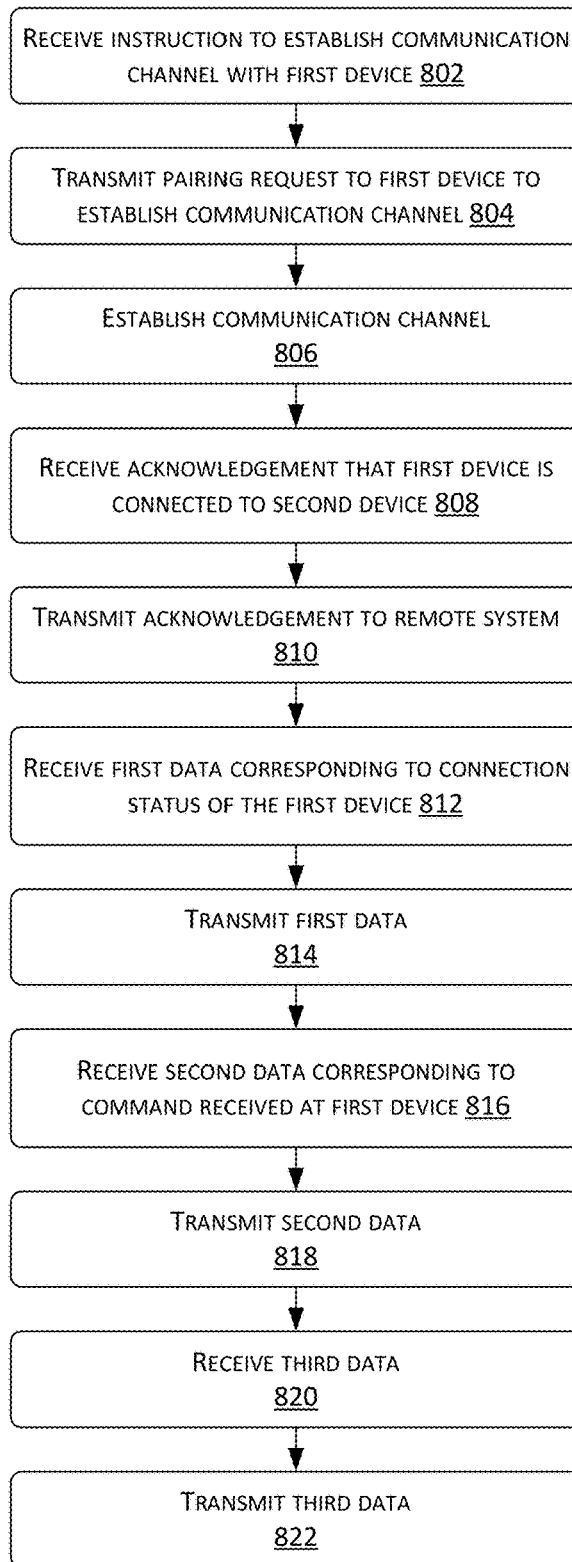 RECEIVE INSTRUCTION TO ESTABLISH COMMUNICATION
CHANNEL WITH FIRST DEVICE 802
TRANSMIT PAIRING REQUEST TO FIRST DEVICE TO
ESTABLISH COMMUNICATION CHANNEL 804
ESTABLISH COMMUNICATION CHANNEL
806
RECEIVE ACKNOWLEDGEMENT THAT FIRST DEVICE IS
CONNECTED TO SECOND DEVICE 808
TRANSMIT ACKNOWLEDGEMENT TO REMOTE SYSTEM
810
RECEIVE FIRST DATA CORRESPONDING TO CONNECTION
STATUS OF THE FIRST DEVICE 812
TRANSMIT FIRST DATA
814
RECEIVE SECOND DATA CORRESPONDING TO
COMMAND RECEIVED AT FIRST DEVICE 816
TRANSMIT SECOND DATA
818
RECEIVE THIRD DATA
820
TRANSMIT THIRD DATA
822